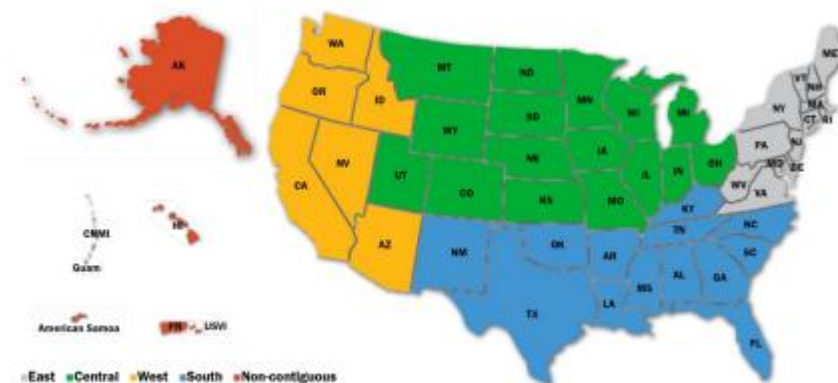 AK
CNMI
Guam
HI
American Samoa
PR
USVI
WA
OR
ID
NV
CA
AZ
MT
ND
MN
WI
MI
WY
SD
NE
IA
UT
CO
KS
MO
IL
IN
OH
ME
VT
NH
NY
MA
CT
RI
PA
NJ
MD
DE
WV
VA
KY
NC
TN
SC
NM
OK
AR
TX
LA
MS
AL
GA
FL
East Central West South Non-contiguous